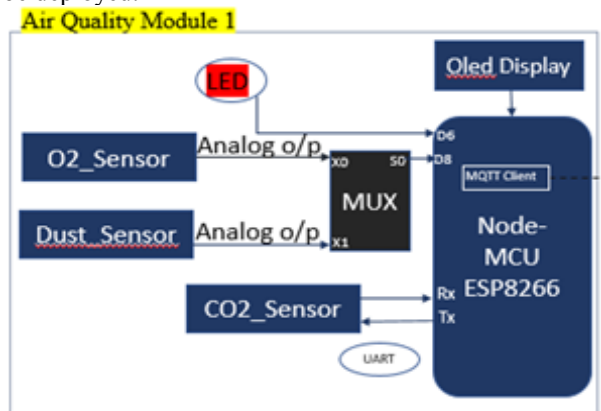 Air Quality Module 1
LED
Oled Display
O2_Sensor
Analog o/p
X0
S0
D6
D8
MQTT Client
MUX
Dust_Sensor
Analog o/p
X1
Node-
MCU
ESP8266
CO2_Sensor
Rx
Tx
UART